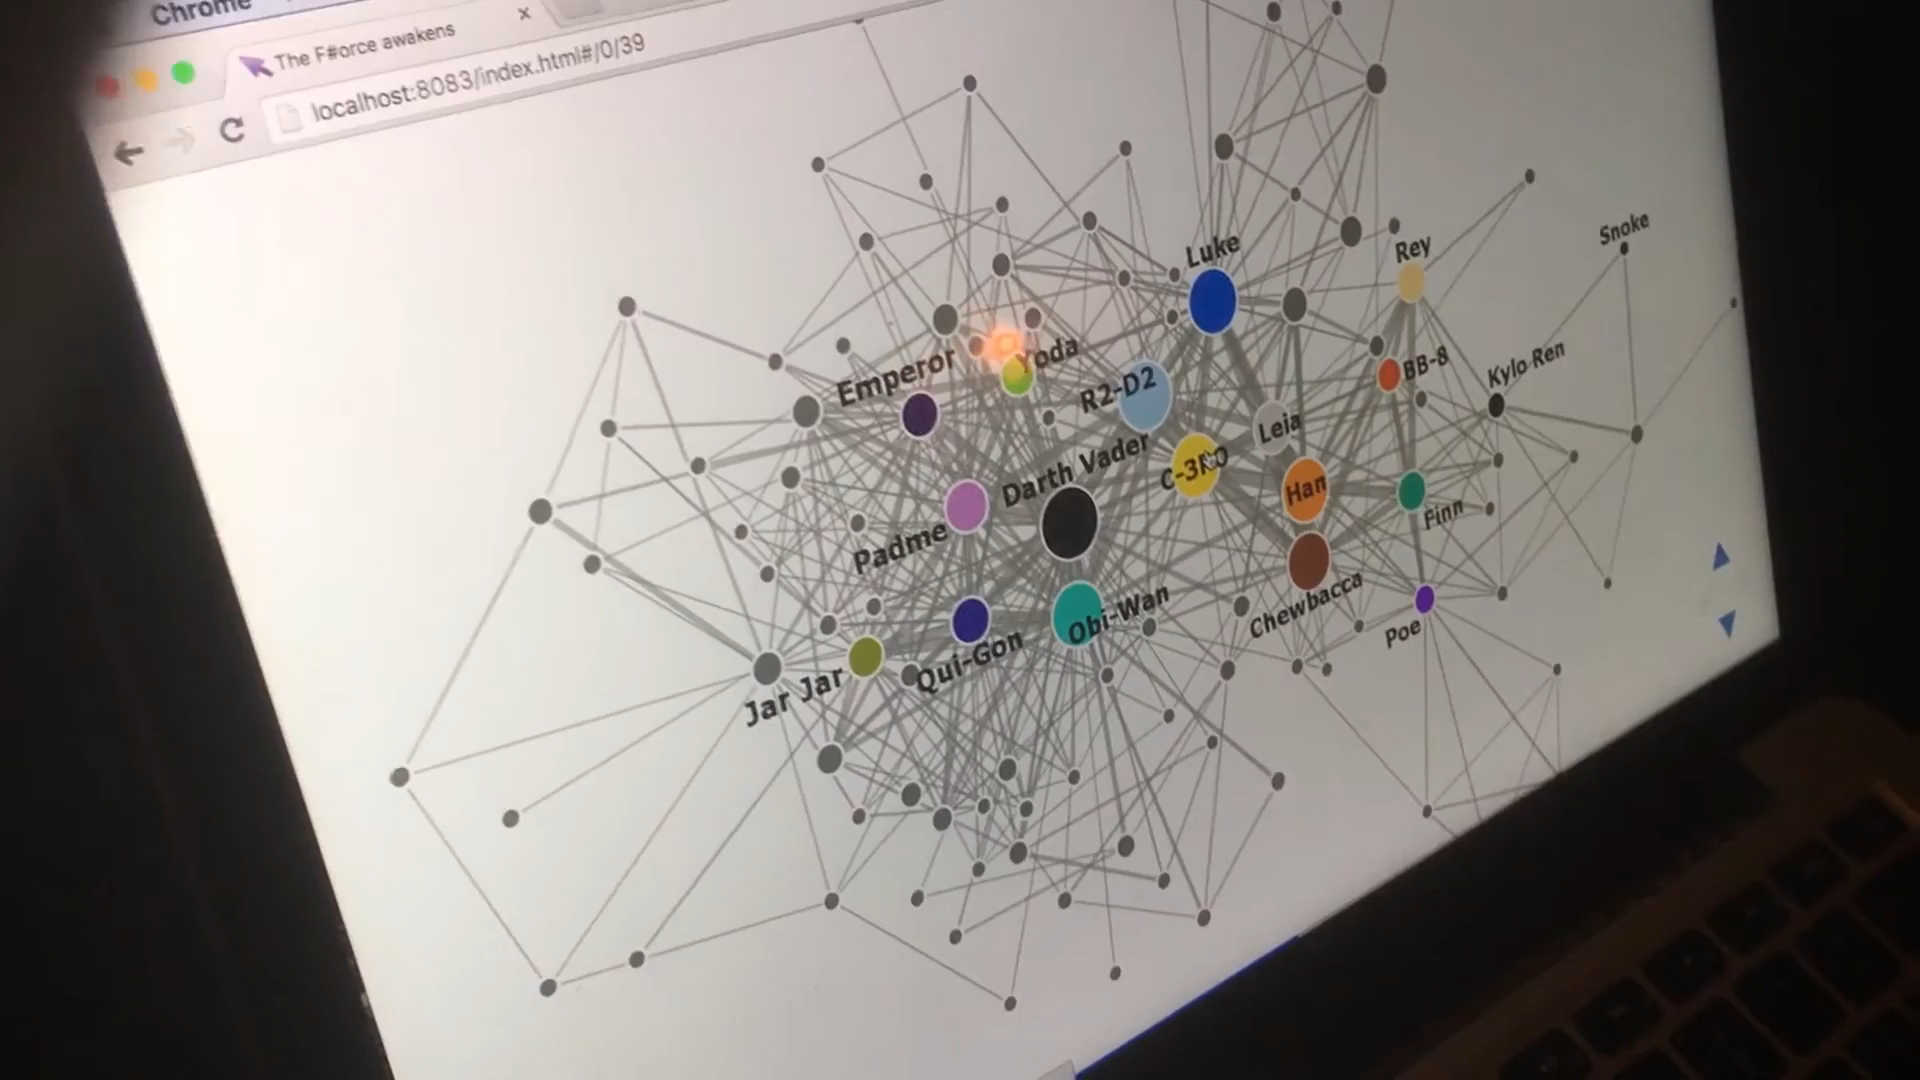 Chrome
The F#orce awakens
localhost:8083/index.html#/0/39
Snoke
Luke
Rey
Emperor
Yoda
R2-D2
BB-8
Kylo Ren
Leia
Darth Vader
C-3PO
Han
Padme
Finn
Obi-Wan
Chewbacca
Poe
Qui-Gon
Jar Jar